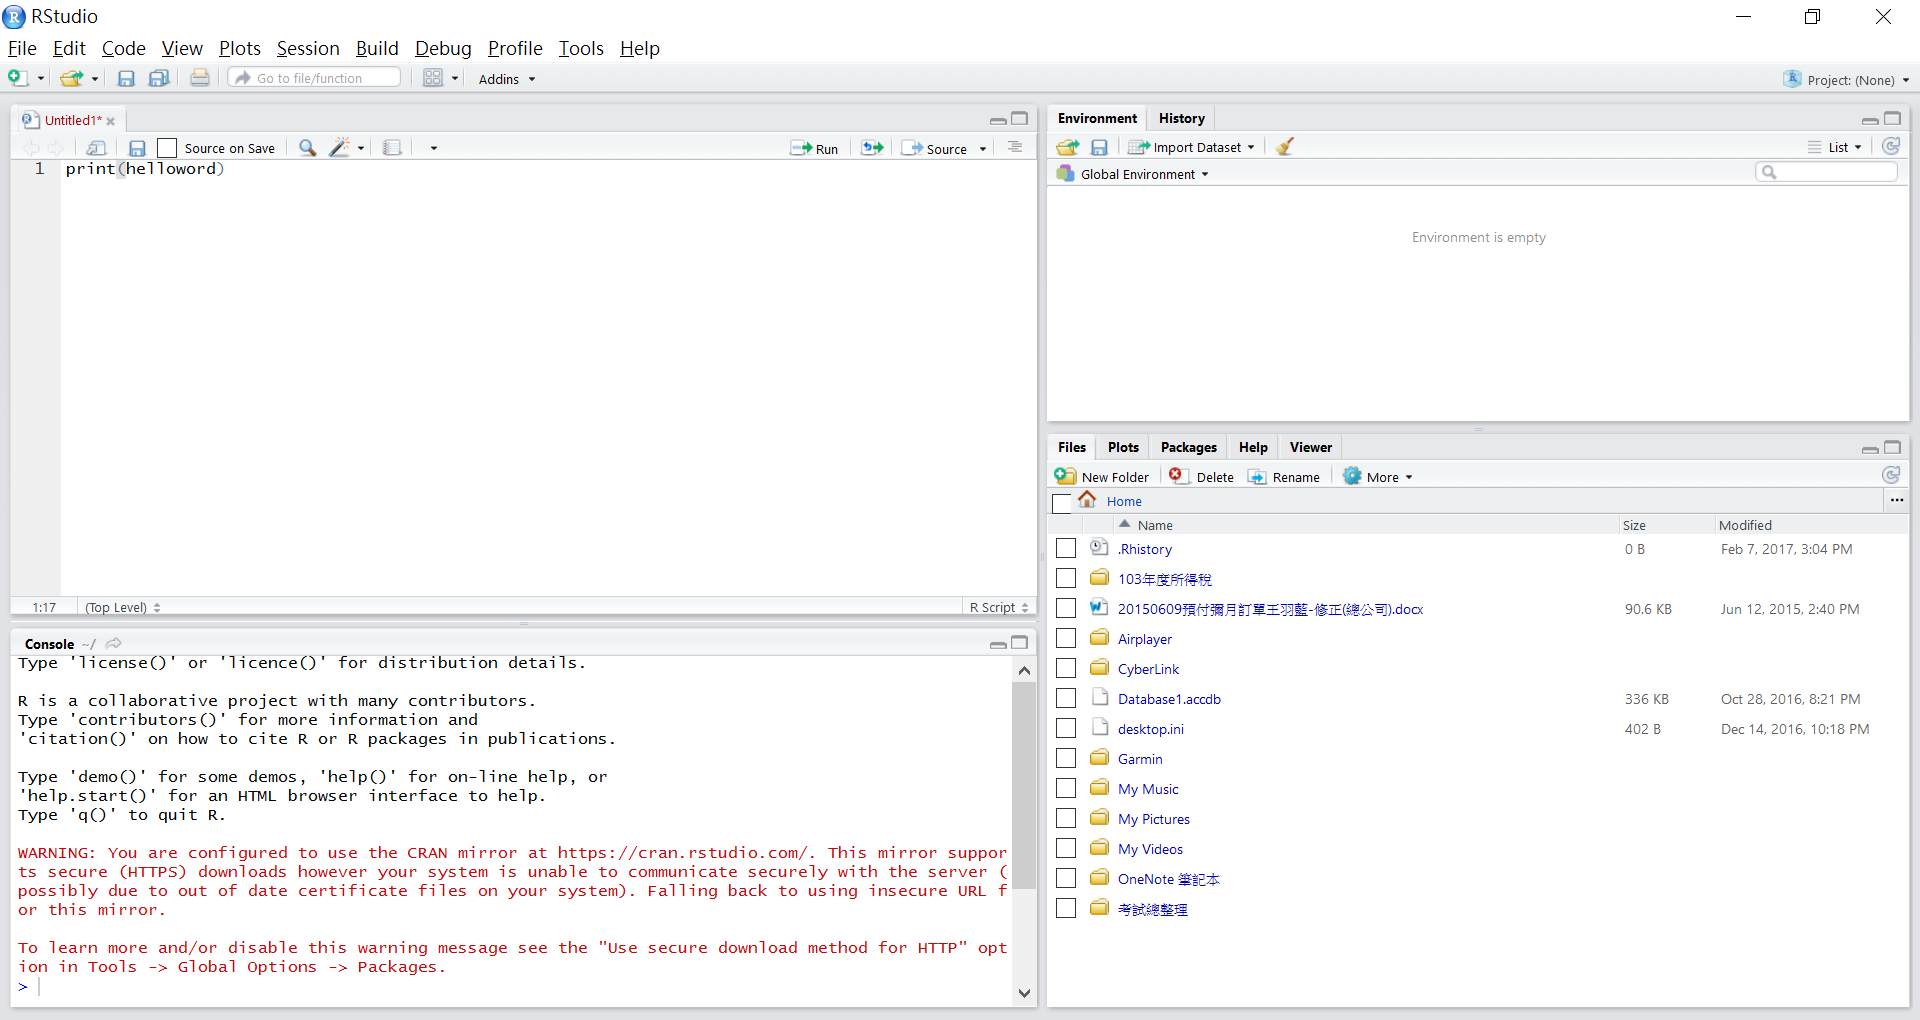 RStudio
File Edit Code View Plots Session Build Debug Profile Tools Help
Go to file/function Addins Project: (None)
Untitled1*
Source on Save Run Source
1 print(helloword)
1:17 (Top Level) R Script
Console ~/
Type 'license()' or 'licence()' for distribution details.
R is a collaborative project with many contributors.
Type 'contributors()' for more information and
'citation()' on how to cite R or R packages in publications.
Type 'demo()' for some demos, 'help()' for on-line help, or
'help.start()' for an HTML browser interface to help.
Type 'q()' to quit R.
WARNING: You are configured to use the CRAN mirror at https://cran.rstudio.com/. This mirror suppor
ts secure (HTTPS) downloads however your system is unable to communicate securely with the server (
possibly due to out of date certificate files on your system). Falling back to using insecure URL f
or this mirror.
To learn more and/or disable this warning message see the "Use secure download method for HTTP" opt
ion in Tools -> Global Options -> Packages.
>
Environment History
Import Dataset List
Global Environment
Environment is empty
Files Plots Packages Help Viewer
New Folder Delete Rename More
Home ...
Name Size Modified
.Rhistory 0 B Feb 7, 2017, 3:04 PM
103年度所得稅
20150609預付彌月訂單王羽藍-修正(總公司).docx 90.6 KB Jun 12, 2015, 2:40 PM
Airplayer
CyberLink
Database1.accdb 336 KB Oct 28, 2016, 8:21 PM
desktop.ini 402 B Dec 14, 2016, 10:18 PM
Garmin
My Music
My Pictures
My Videos
OneNote 筆記本
考試總整理